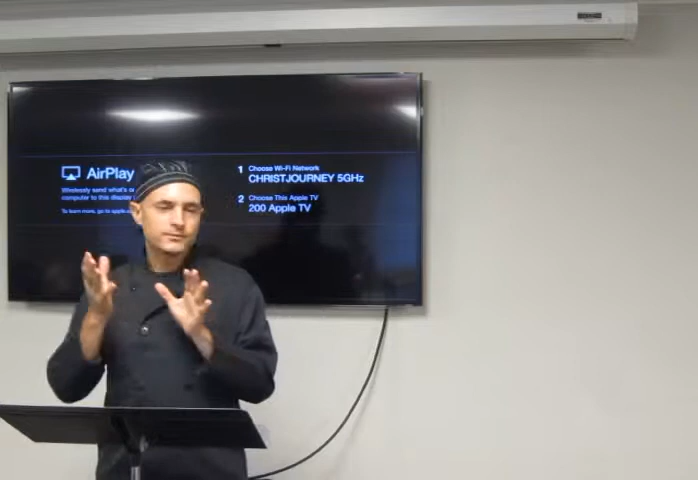 AirPlay
Wirelessly send what's
computer to this display
To learn more, go to apple
1 Choose Wi-Fi Network
CHRISTJOURNEY 5GHz
2 Choose This Apple TV
200 Apple TV